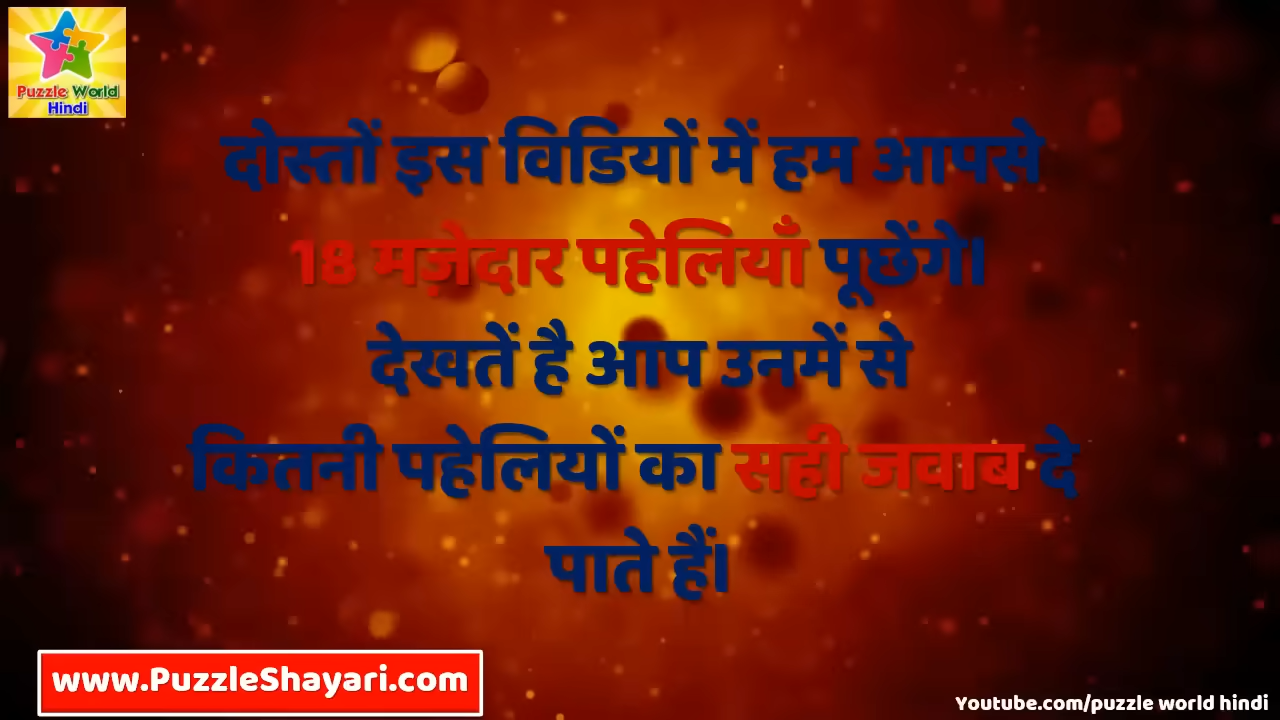 Puzzle World
Hindi
दोस्तों इस विडियों में हम आपसे
18 मज़ेदार पहेलियाँ पूछेंगे।
देखतें है आप उनमें से
कितनी पहेलियों का सही जवाब दे
पाते हैं।
www.PuzzleShayari.com
Youtube.com/puzzle world hindi